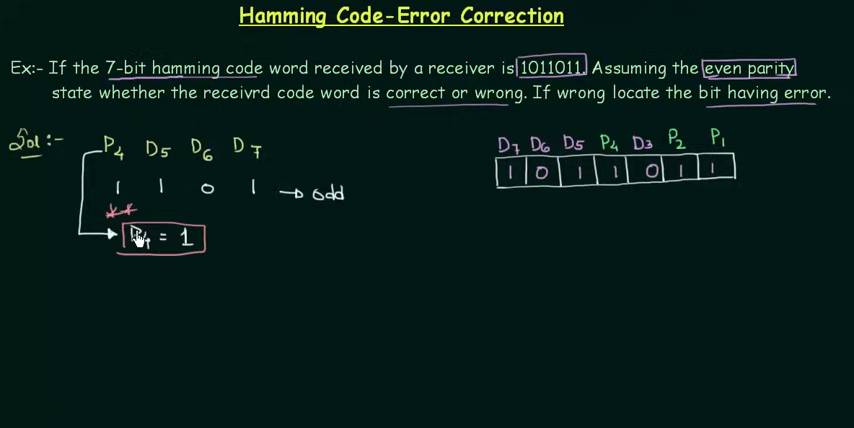 Hamming Code-Error Correction
Ex:- If the 7-bit hamming code word received by a receiver is 1011011. Assuming the even parity
state whether the receivrd code word is correct or wrong. If wrong locate the bit having error.
Sol:-
P4 D5 D6 D7
1 1 0 1 → odd
= 1
D7 D6 D5 P4 D3 P2 P1
1 0 1 1 0 1 1